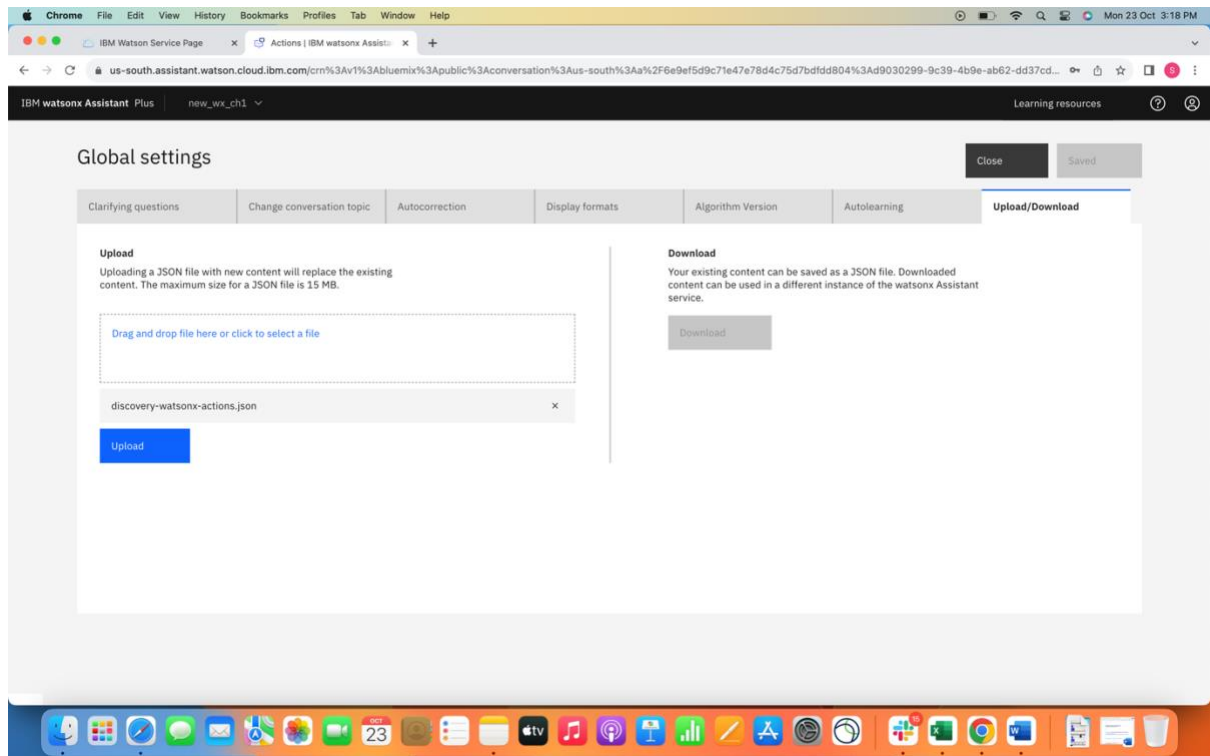 Chrome File Edit View History Bookmarks Profiles Tab Window Help
Mon 23 Oct 3:18 PM
IBM Watson Service Page
Actions | IBM watsonx Assista
us-south.assistant.watson.cloud.ibm.com/crn%3Av1%3Abluemix%3Apublic%3Aconversation%3Aus-south%3Aa%2F6e9ef5d9c71e47e78d4c75d7bdfdd804%3Ad9030299-9c39-4b9e-ab62-dd37cd...
S
IBM watsonx Assistant Plus
new_wx_ch1
Learning resources
Global settings
Close
Saved
Clarifying questions
Change conversation topic
Autocorrection
Display formats
Algorithm Version
Autolearning
Upload/Download
Upload
Uploading a JSON file with new content will replace the existing
content. The maximum size for a JSON file is 15 MB.
Drag and drop file here or click to select a file
discovery-watsonx-actions.json
Upload
Download
Your existing content can be saved as a JSON file. Downloaded
content can be used in a different instance of the watsonx Assistant
service.
Download
OCT
23
tv